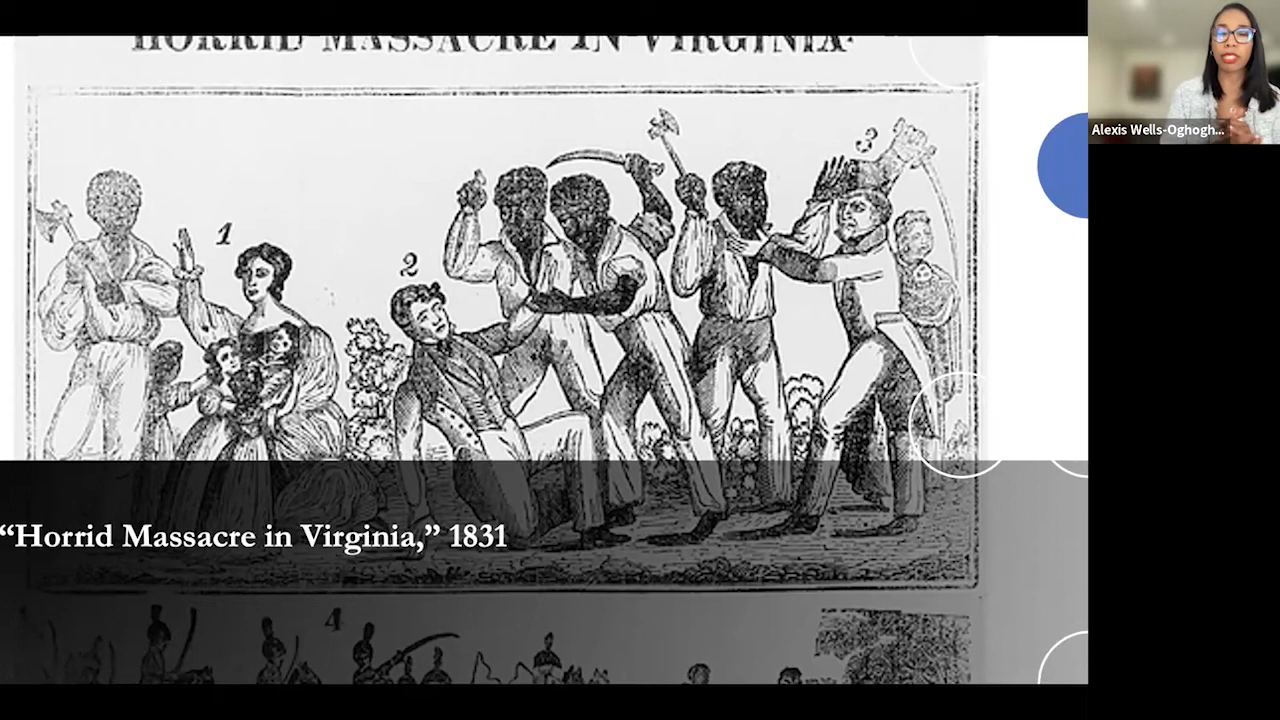 HORRID MASSACRE IN VIRGINIA.
1
2
3
Alexis Wells-Oghogh...
“Horrid Massacre in Virginia,” 1831
4